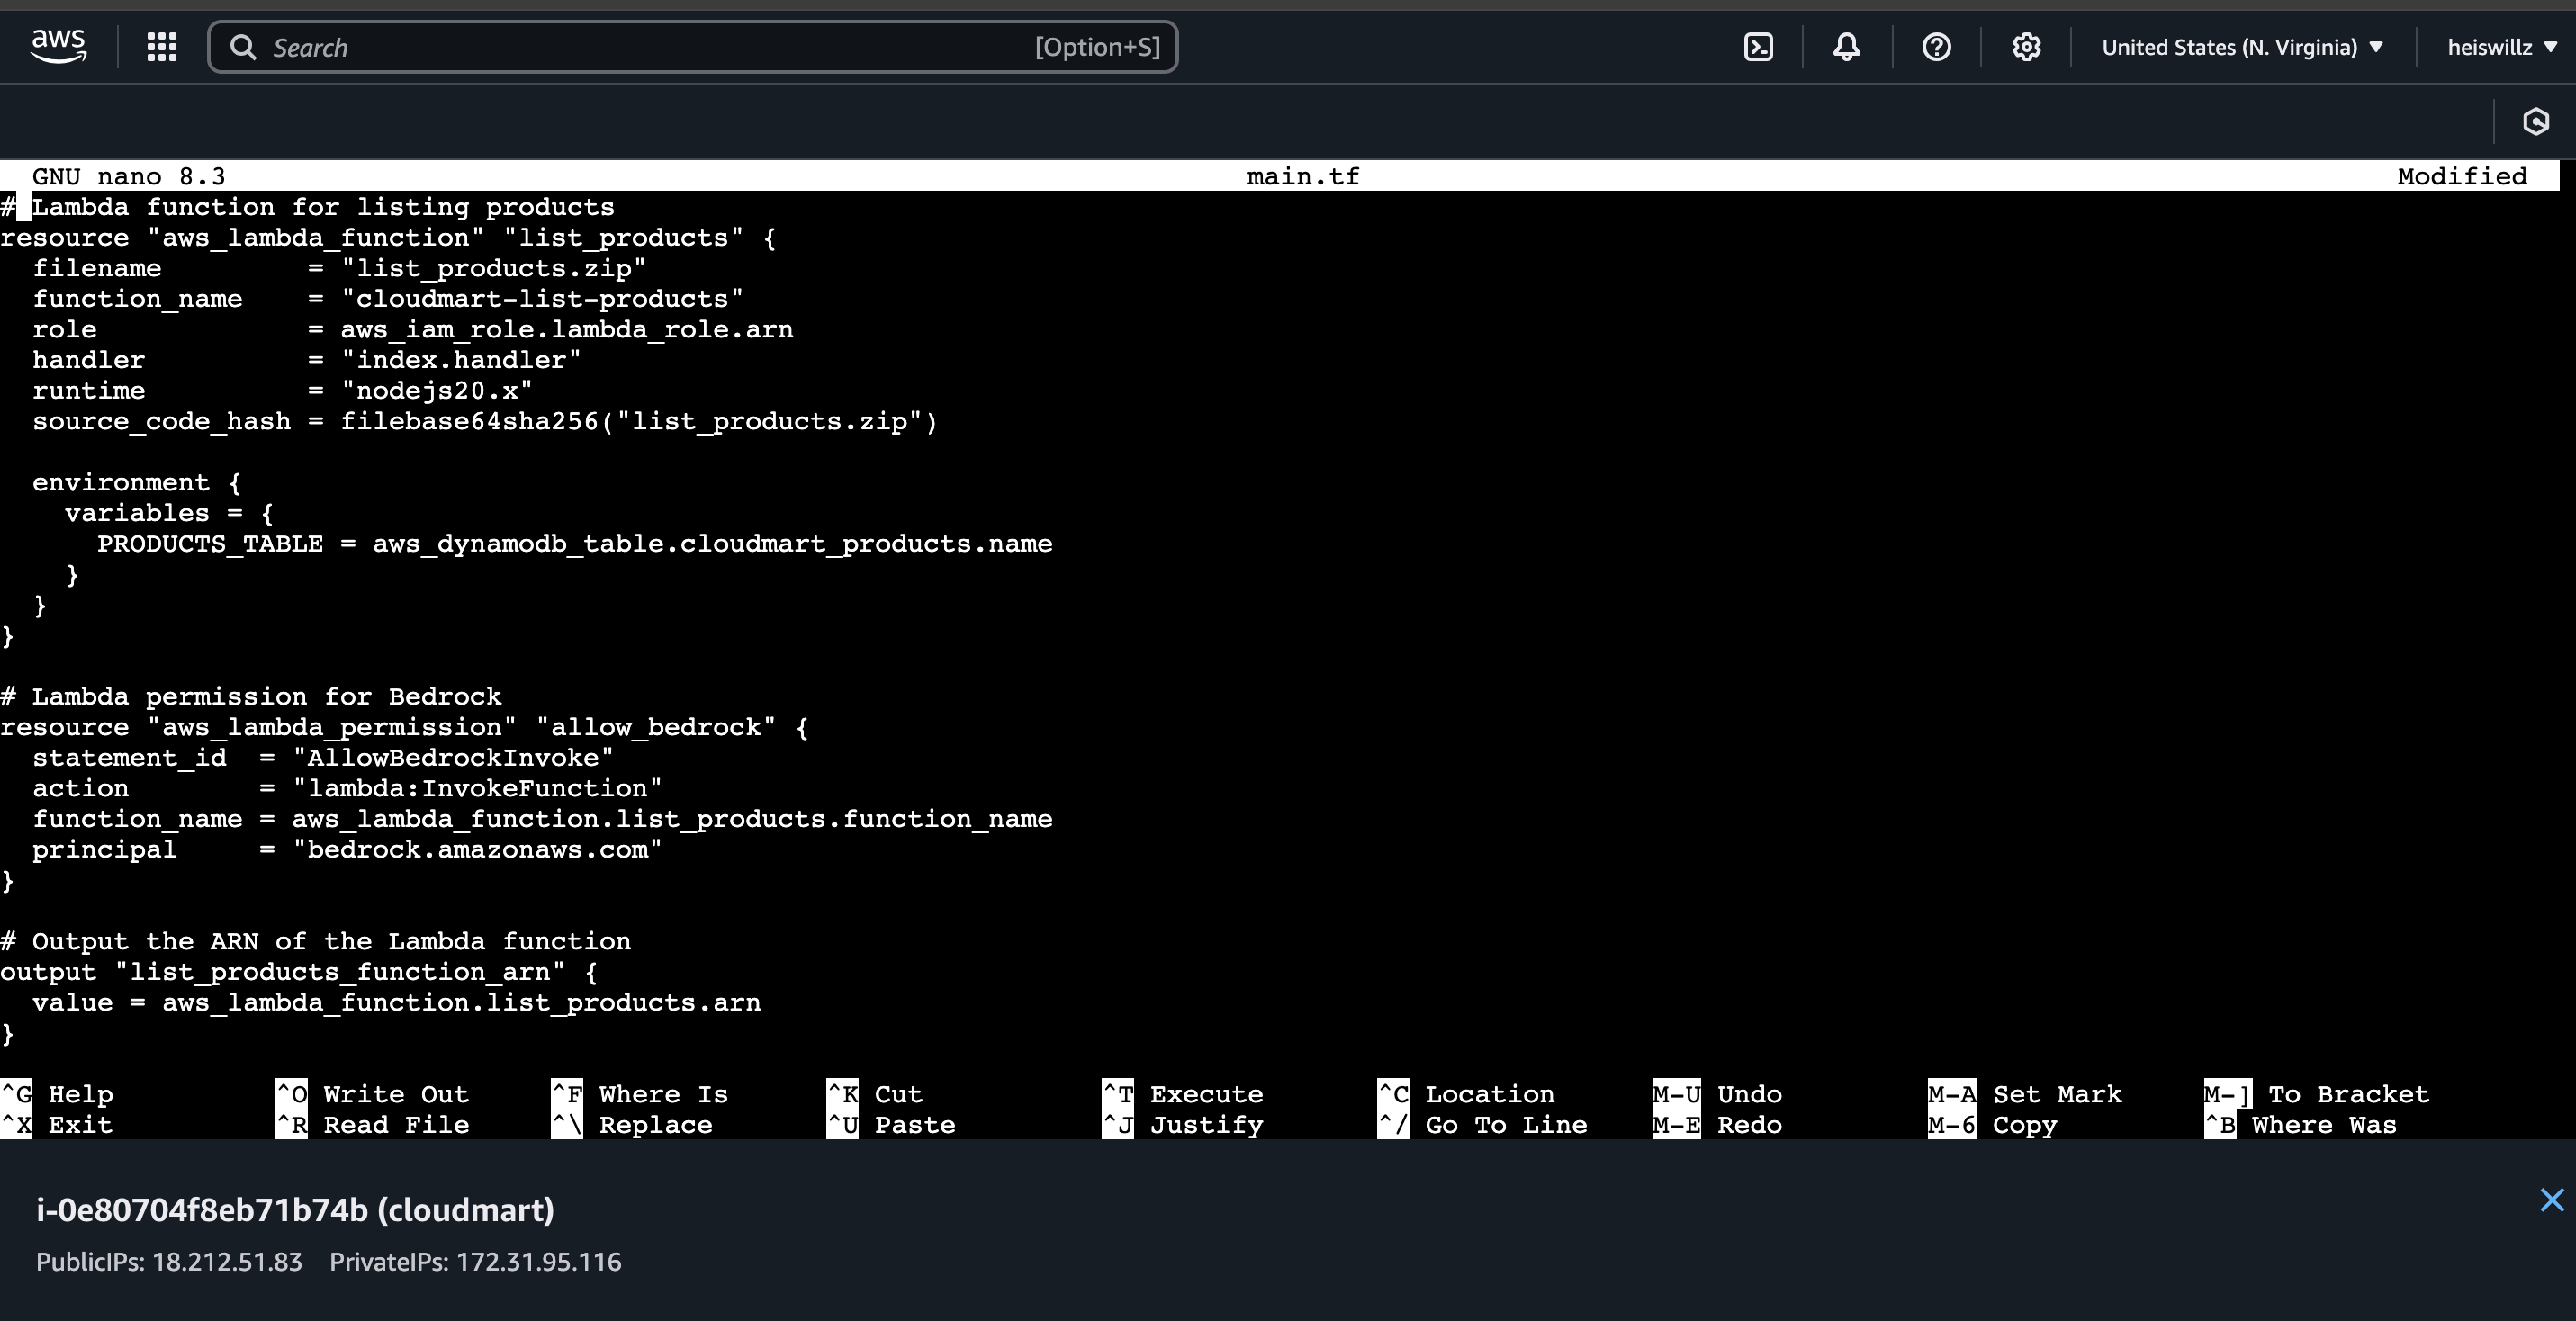 aws
Search [Option+S] United States (N. Virginia) heiswillz
GNU nano 8.3 main.tf Modified
# Lambda function for listing products
resource "aws_lambda_function" "list_products" {
  filename         = "list_products.zip"
  function_name    = "cloudmart-list-products"
  role             = aws_iam_role.lambda_role.arn
  handler          = "index.handler"
  runtime          = "nodejs20.x"
  source_code_hash = filebase64sha256("list_products.zip")

  environment {
    variables = {
      PRODUCTS_TABLE = aws_dynamodb_table.cloudmart_products.name
    }
  }
}

# Lambda permission for Bedrock
resource "aws_lambda_permission" "allow_bedrock" {
  statement_id  = "AllowBedrockInvoke"
  action        = "lambda:InvokeFunction"
  function_name = aws_lambda_function.list_products.function_name
  principal     = "bedrock.amazonaws.com"
}

# Output the ARN of the Lambda function
output "list_products_function_arn" {
  value = aws_lambda_function.list_products.arn
}

^G Help ^O Write Out ^F Where Is ^K Cut ^T Execute ^C Location M-U Undo M-A Set Mark M-] To Bracket
^X Exit ^R Read File ^\ Replace ^U Paste ^J Justify ^/ Go To Line M-E Redo M-6 Copy ^B Where Was
i-0e80704f8eb71b74b (cloudmart)
PublicIPs: 18.212.51.83 PrivateIPs: 172.31.95.116